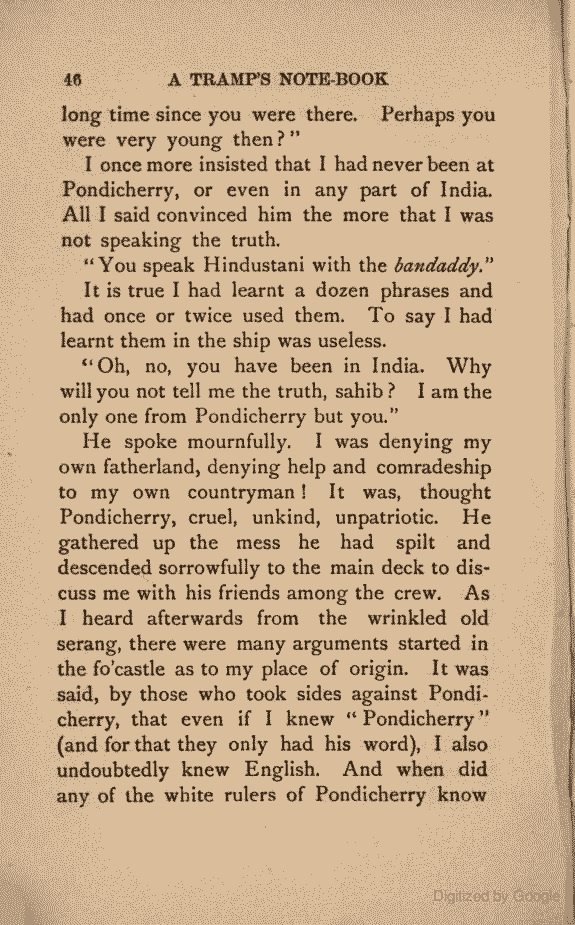 46 A TRAMP'S NOTE-BOOK
long time since you were there. Perhaps you
were very young then?"
I once more insisted that I had never been at
Pondicherry, or even in any part of India.
All I said convinced him the more that I was
not speaking the truth.
"You speak Hindustani with the bandaddy."
It is true I had learnt a dozen phrases and
had once or twice used them. To say I had
learnt them in the ship was useless.
"Oh, no, you have been in India. Why
will you not tell me the truth, sahib? I am the
only one from Pondicherry but you."
He spoke mournfully. I was denying my
own fatherland, denying help and comradeship
to my own countryman! It was, thought
Pondicherry, cruel, unkind, unpatriotic. He
gathered up the mess he had spilt and
descended sorrowfully to the main deck to dis-
cuss me with his friends among the crew. As
I heard afterwards from the wrinkled old
serang, there were many arguments started in
the fo'castle as to my place of origin. It was
said, by those who took sides against Pondi-
cherry, that even if I knew "Pondicherry"
(and for that they only had his word), I also
undoubtedly knew English. And when did
any of the white rulers of Pondicherry know
Digitized by Google